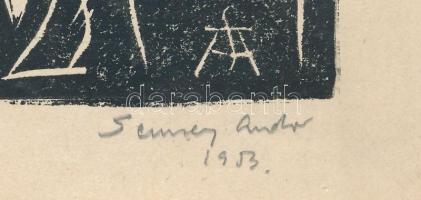 darabanth
Semsey Andor
1953.